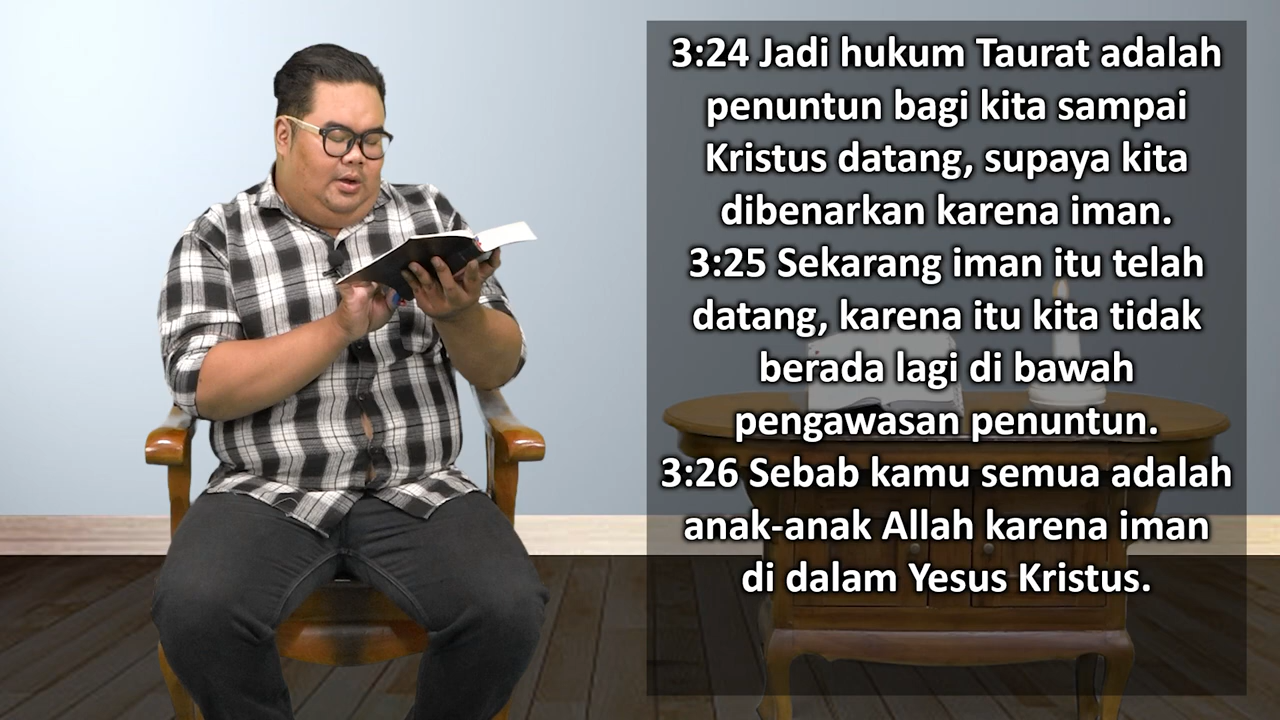 3:24 Jadi hukum Taurat adalah
penuntun bagi kita sampai
Kristus datang, supaya kita
dibenarkan karena iman.
3:25 Sekarang iman itu telah
datang, karena itu kita tidak
berada lagi di bawah
pengawasan penuntun.
3:26 Sebab kamu semua adalah
anak-anak Allah karena iman
di dalam Yesus Kristus.